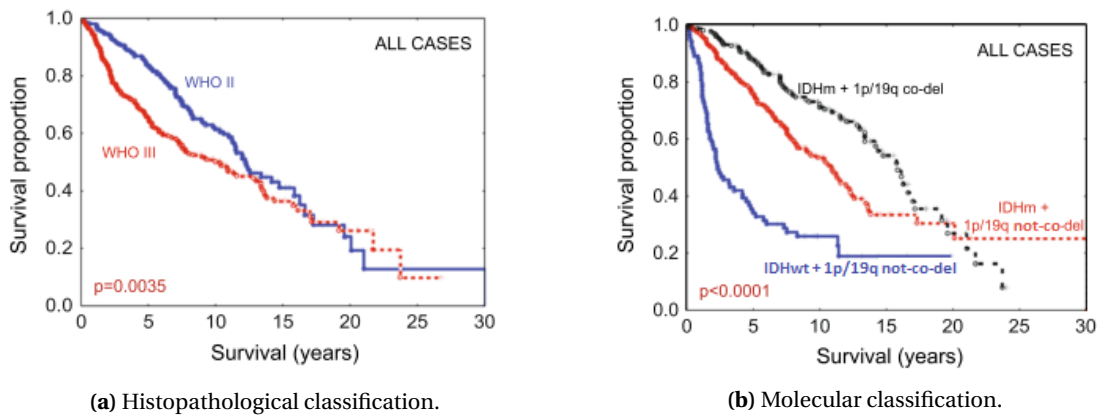 1.0
0.8
0.6
0.4
0.2
0.0
Survival proportion
ALL CASES
WHO II
WHO III
p=0.0035
0 5 10 15 20 25 30
Survival (years)
(a) Histopathological classification.
1.0
0.8
0.6
0.4
0.2
0.0
Survival proportion
ALL CASES
IDHm + 1p/19q co-del
IDHm +
1p/19q not-co-del
IDHwt + 1p/19q not-co-del
p<0.0001
0 5 10 15 20 25 30
Survival (years)
(b) Molecular classification.